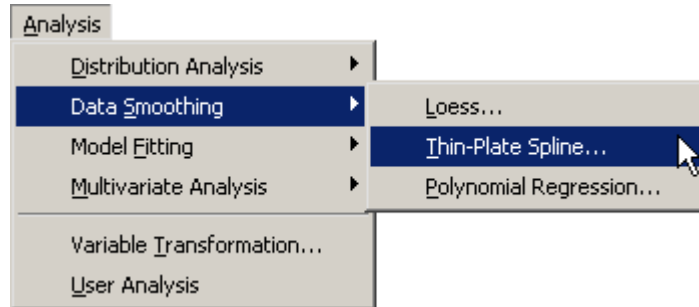 Analysis
Distribution Analysis
Data Smoothing
Model Fitting
Multivariate Analysis
Variable Transformation...
User Analysis
Loess...
Thin-Plate Spline...
Polynomial Regression...